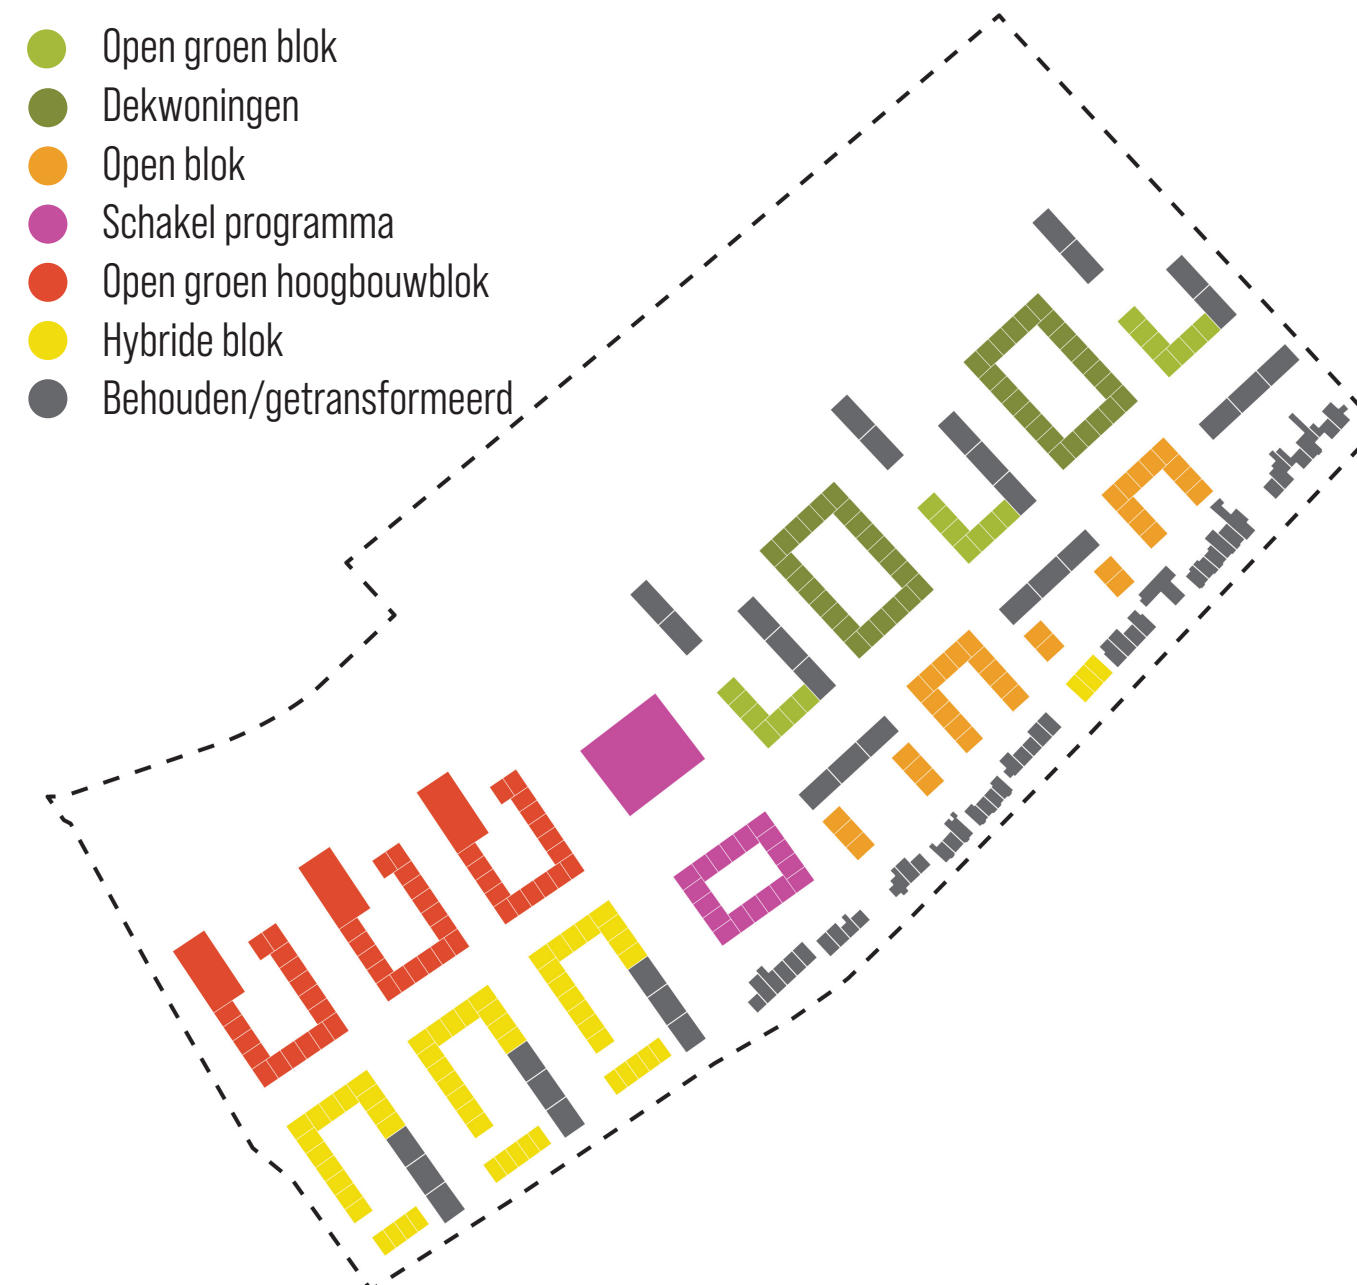 Open groen blok
Dekwoningen
Open blok
Schakel programma
Open groen hoogbouwblok
Hybride blok
Behouden/getransformeerd